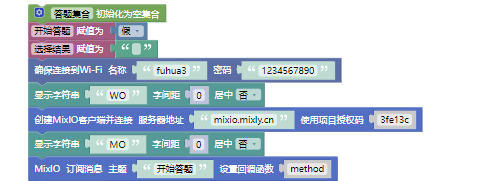 答题集合 初始化为空集合
开始答题 赋值为 假
选择结果 赋值为 “ ”
确保连接到Wi-Fi 名称 “ fuhua3 ” 密码 “ 1234567890 ”
显示字符串 “ WO ” 字间距 0 居中 否
创建MixIO客户端并连接 服务器地址 “ mixio.mixly.cn ” 使用项目授权码 3fe13c
显示字符串 “ MO ” 字间距 0 居中 否
MixIO 订阅消息 主题 “ 开始答题 ” 设置回调函数 method